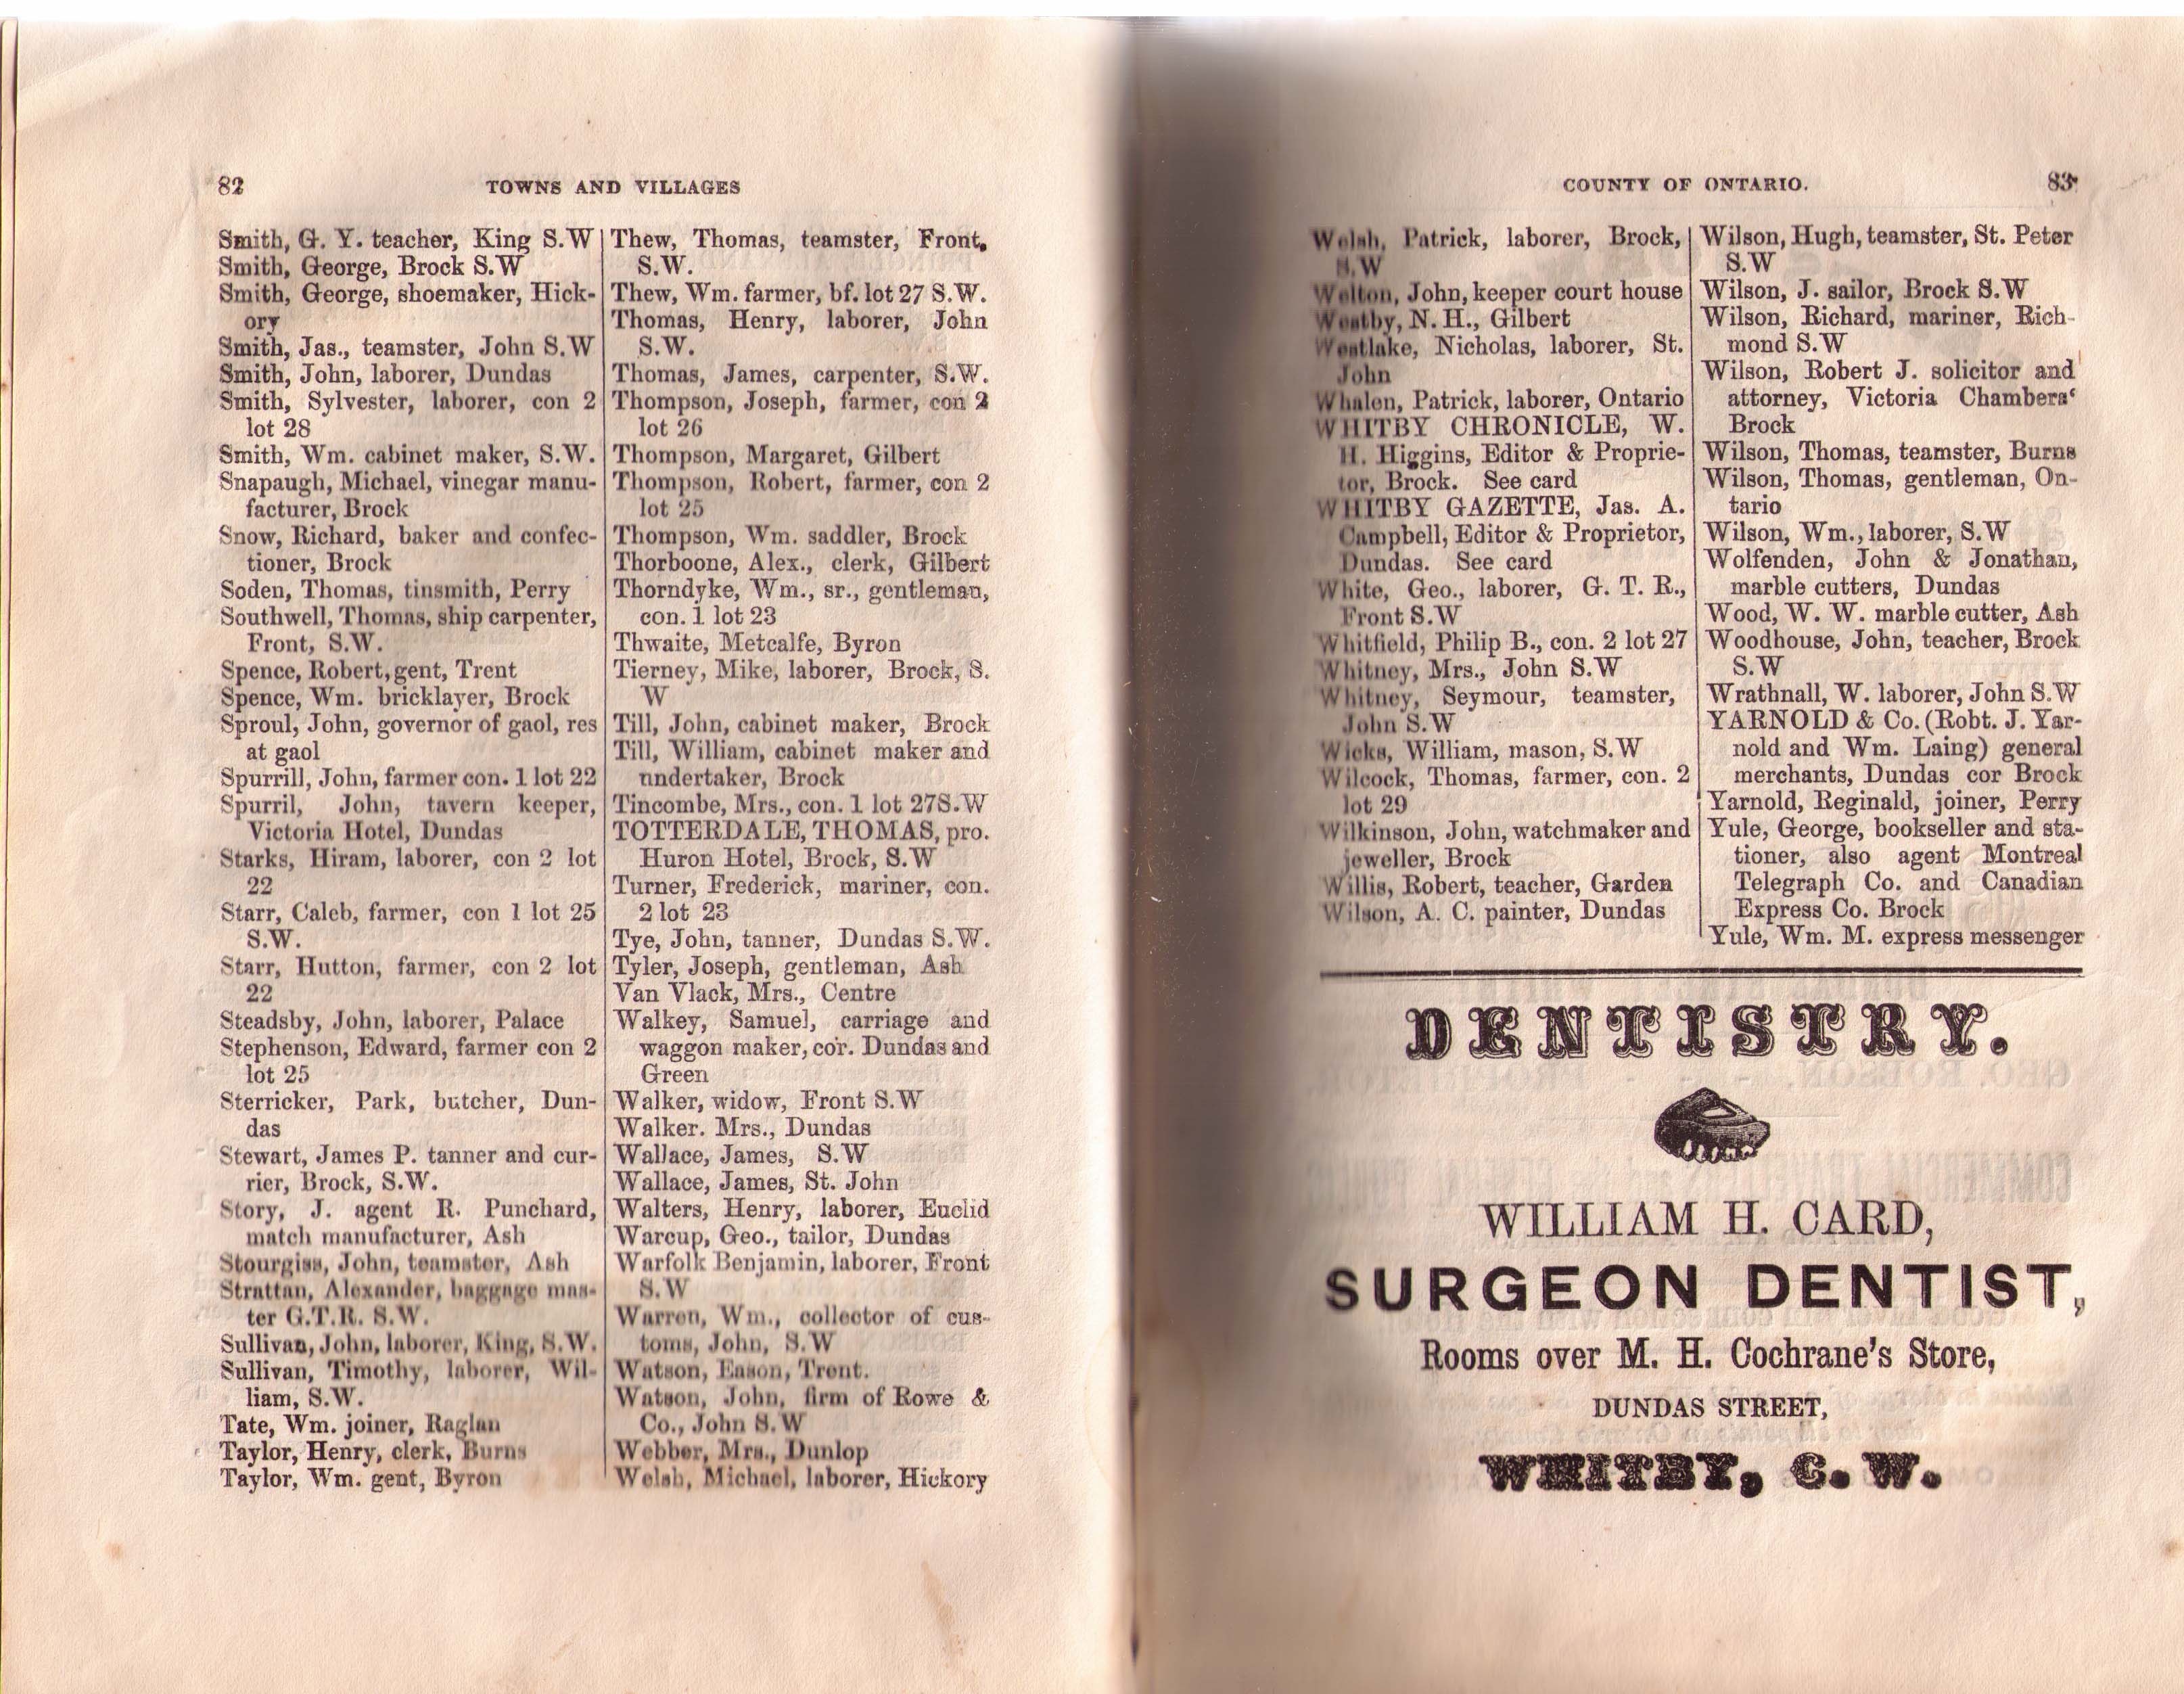 82
TOWNS AND VILLAGES
Smith, G. Y. teacher, King S.W
Smith, George, Brock S.W
Smith, George, shoemaker, Hick-
ory
Smith, Jas., teamster, John S.W
Smith, John, laborer, Dundas
Smith, Sylvester, laborer, con 2
lot 28
Smith, Wm. cabinet maker, S.W.
Snapaugh, Michael, vinegar manu-
facturer, Brock
Snow, Richard, baker and confec-
tioner, Brock
Soden, Thomas, tinsmith, Perry
Southwell, Thomas, ship carpenter,
Front, S.W.
Spence, Robert, gent, Trent
Spence, Wm. bricklayer, Brock
Sproul, John, governor of gaol, res
at gaol
Spurrill, John, farmer con. 1 lot 22
Spurril, John, tavern keeper,
Victoria Hotel, Dundas
Starks, Hiram, laborer, con 2 lot
22
Starr, Caleb, farmer, con 1 lot 25
S.W.
Starr, Hutton, farmer, con 2 lot
22
Steadsby, John, laborer, Palace
Stephenson, Edward, farmer con 2
lot 25
Sterricker, Park, butcher, Dun-
das
Stewart, James P. tanner and cur-
rier, Brock, S.W.
Story, J. agent R. Punchard,
match manufacturer, Ash
Stourgiss, John, teamster, Ash
Strattan, Alexander, baggage mas-
ter G.T.R. S.W.
Sullivan, John, laborer, King, S.W.
Sullivan, Timothy, laborer, Wil-
liam, S.W.
Tate, Wm. joiner, Raglan
Taylor, Henry, clerk, Burns
Taylor, Wm. gent, Byron
Thew, Thomas, teamster, Front,
S.W.
Thew, Wm. farmer, bf. lot 27 S.W.
Thomas, Henry, laborer, John
S.W.
Thomas, James, carpenter, S.W.
Thompson, Joseph, farmer, con 2
lot 26
Thompson, Margaret, Gilbert
Thompson, Robert, farmer, con 2
lot 25
Thompson, Wm. saddler, Brock
Thorboone, Alex., clerk, Gilbert
Thorndyke, Wm., sr., gentleman,
con. 1 lot 23
Thwaite, Metcalfe, Byron
Tierney, Mike, laborer, Brock, S.
W
Till, John, cabinet maker, Brock
Till, William, cabinet maker and
undertaker, Brock
Tincombe, Mrs., con. 1 lot 27S.W
TOTTERDALE, THOMAS, pro.
Huron Hotel, Brock, S.W
Turner, Frederick, mariner, con.
2 lot 23
Tye, John, tanner, Dundas S.W.
Tyler, Joseph, gentleman, Ash
Van Vlack, Mrs., Centre
Walkey, Samuel, carriage and
waggon maker, cor. Dundas and
Green
Walker, widow, Front S.W
Walker. Mrs., Dundas
Wallace, James, S.W
Wallace, James, St. John
Walters, Henry, laborer, Euclid
Warcup, Geo., tailor, Dundas
Warfolk Benjamin, laborer, Front
S.W
Warren, Wm., collector of cus-
toms, John, S.W
Watson, Eason, Trent.
Watson, John, firm of Rowe &
Co., John S.W
Webber, Mrs., Dunlop
Welsh, Michael, laborer, Hickory
COUNTY OF ONTARIO.
83
Welsh, Patrick, laborer, Brock,
S.W
Welton, John, keeper court house
Westby, N. H., Gilbert
Westlake, Nicholas, laborer, St.
John
Whalen, Patrick, laborer, Ontario
WHITBY CHRONICLE, W.
H. Higgins, Editor & Proprie-
tor, Brock. See card
WHITBY GAZETTE, Jas. A.
Campbell, Editor & Proprietor,
Dundas. See card
White, Geo., laborer, G. T. R.,
Front S.W
Whitfield, Philip B., con. 2 lot 27
Whitney, Mrs., John S.W
Whitney, Seymour, teamster,
John S.W
Wicks, William, mason, S.W
Wilcock, Thomas, farmer, con. 2
lot 29
Wilkinson, John, watchmaker and
jeweller, Brock
Willis, Robert, teacher, Garden
Wilson, A. C. painter, Dundas
Wilson, Hugh, teamster, St. Peter
S.W
Wilson, J. sailor, Brock S.W
Wilson, Richard, mariner, Rich-
mond S.W
Wilson, Robert J. solicitor and
attorney, Victoria Chambers‘
Brock
Wilson, Thomas, teamster, Burns
Wilson, Thomas, gentleman, On-
tario
Wilson, Wm., laborer, S.W
Wolfenden, John & Jonathan,
marble cutters, Dundas
Wood, W. W. marble cutter, Ash
Woodhouse, John, teacher, Brock
S.W
Wrathnall, W. laborer, John S.W
YARNOLD & Co. (Robt. J. Yar-
nold and Wm. Laing) general
merchants, Dundas cor Brock
Yarnold, Reginald, joiner, Perry
Yule, George, bookseller and sta-
tioner, also agent Montreal
Telegraph Co. and Canadian
Express Co. Brock
Yule, Wm. M. express messenger
DENTISTRY.
WILLIAM H. CARD,
SURGEON DENTIST,
Rooms over M. H. Cochrane's Store,
DUNDAS STREET,
WHITBY, C. W.